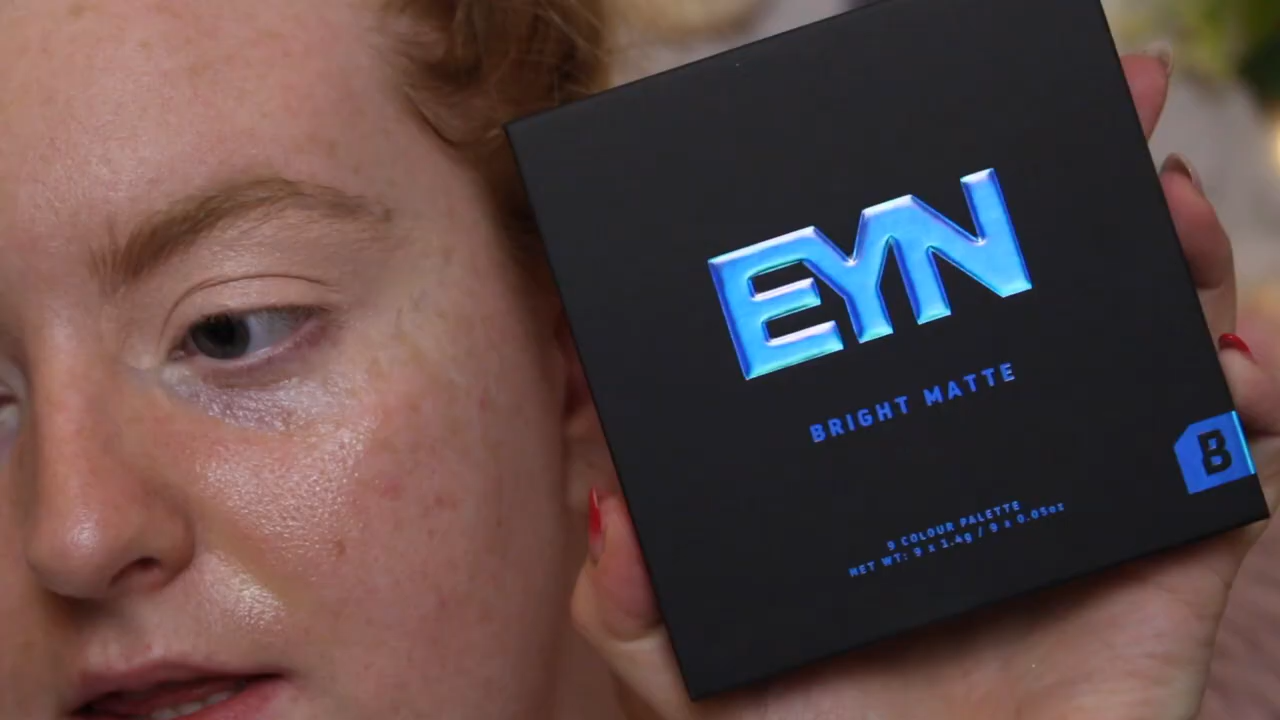 EYN
BRIGHT MATTE
B
9 COLOUR PALETTE
NET WT: 9 x 1.4g / 9 x 0.05oz